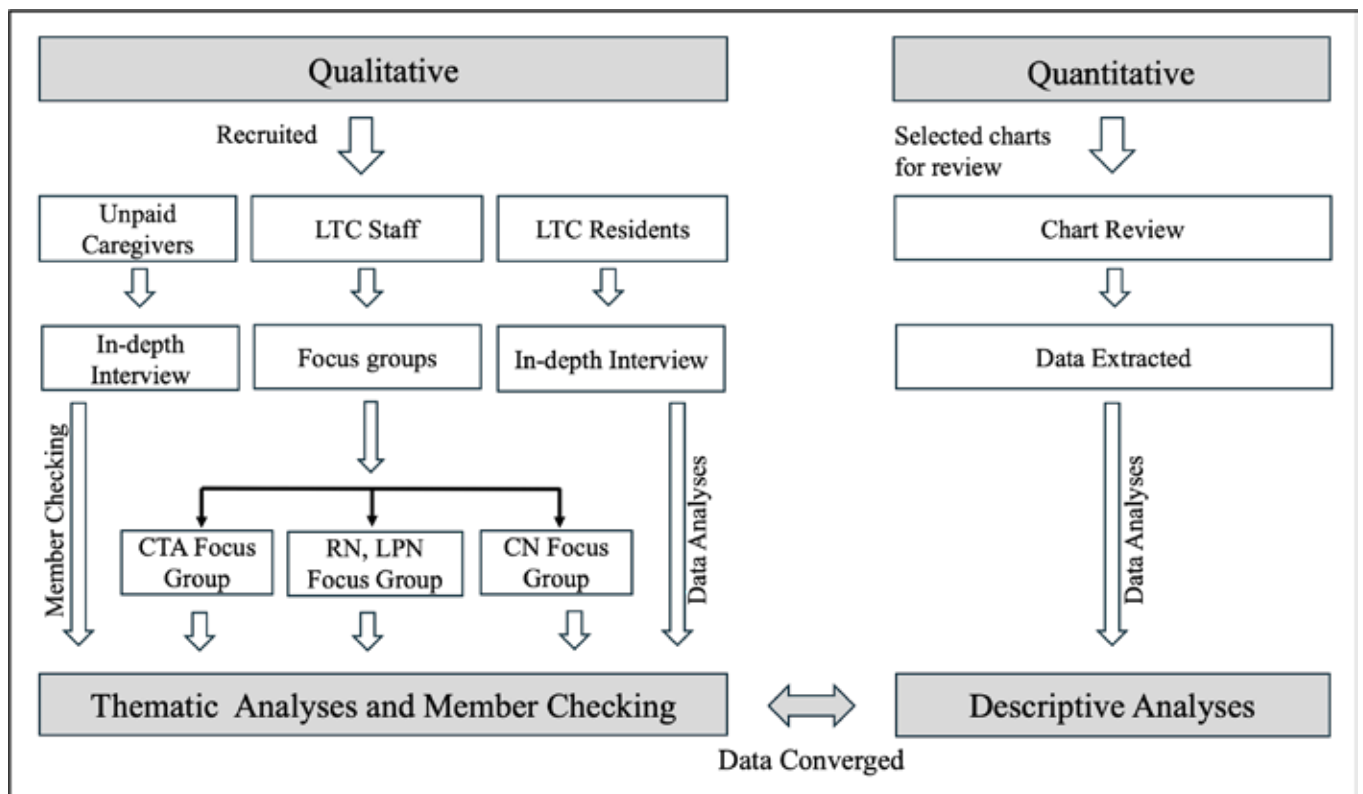 Qualitative
Quantitative
Recruited
Selected charts
for review
Unpaid
Caregivers
LTC Staff
LTC Residents
Chart Review
In-depth
Interview
Focus groups
In-depth Interview
Data Extracted
Member Checking
CTA Focus
Group
RN, LPN
Focus Group
CN Focus
Group
Data Analyses
Data Analyses
Thematic Analyses and Member Checking
Descriptive Analyses
Data Converged